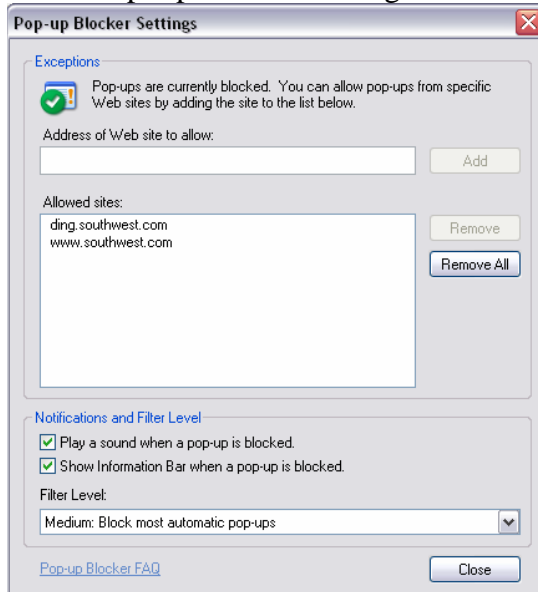 Pop-up Blocker Settings
Exceptions
Pop-ups are currently blocked. You can allow pop-ups from specific
Web sites by adding the site to the list below.
Address of Web site to allow:
Add
Allowed sites:
ding.southwest.com
www.southwest.com
Remove
Remove All
Notifications and Filter Level
Play a sound when a pop-up is blocked.
Show Information Bar when a pop-up is blocked.
Filter Level:
Medium: Block most automatic pop-ups
Pop-up Blocker FAQ
Close